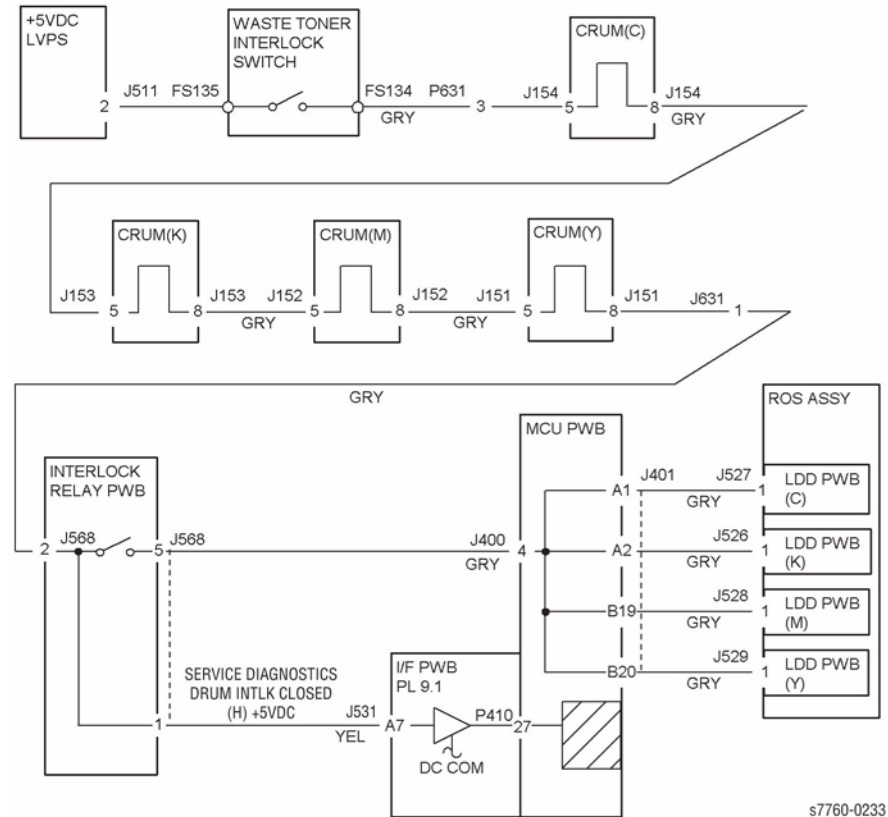 +5VDC
LVPS
2
J511
FS135
WASTE TONER
INTERLOCK
SWITCH
FS134
GRY
P631
3
J154
CRUM(C)
5
8
J154
GRY
J153
CRUM(K)
5
8
J153
GRY
J152
CRUM(M)
5
8
J152
GRY
J151
CRUM(Y)
5
8
J151
J631
1
GRY
INTERLOCK
RELAY PWB
2
J568
5
J568
1
SERVICE DIAGNOSTICS
DRUM INTLK CLOSED
(H) +5VDC
J531
YEL
I/F PWB
PL 9.1
A7
DC COM
P410
27
J400
GRY
4
MCU PWB
A1
J401
GRY
J527
1
A2
GRY
J526
1
B19
GRY
J528
1
B20
GRY
J529
1
ROS ASSY
LDD PWB
(C)
LDD PWB
(K)
LDD PWB
(M)
LDD PWB
(Y)
s7760-0233